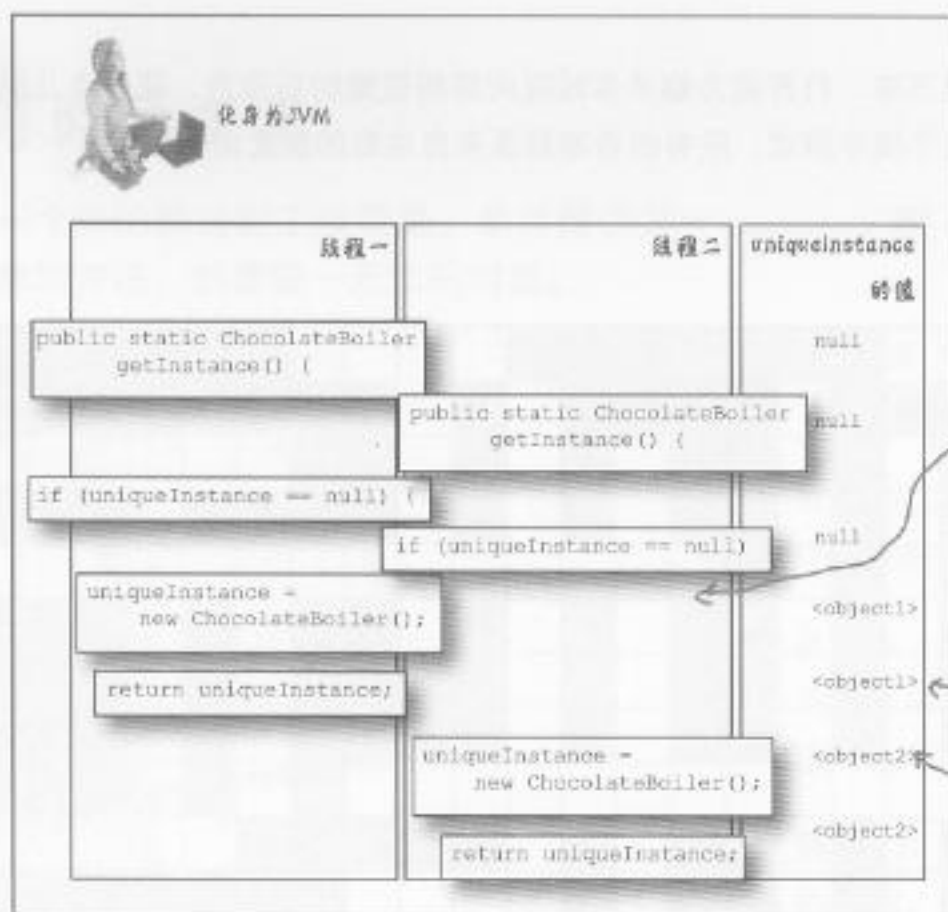 化身为JVM
线程一
线程二
uniqueInstance
的值
public static ChocolateBoiler
getInstance() {
null
public static ChocolateBoiler
getInstance() {
null
if (uniqueInstance == null) {
if (uniqueInstance == null)
null
uniqueInstance =
new ChocolateBoiler();
<object1>
return uniqueInstance;
<object1>
uniqueInstance =
new ChocolateBoiler();
<object2>
return uniqueInstance;
<object2>